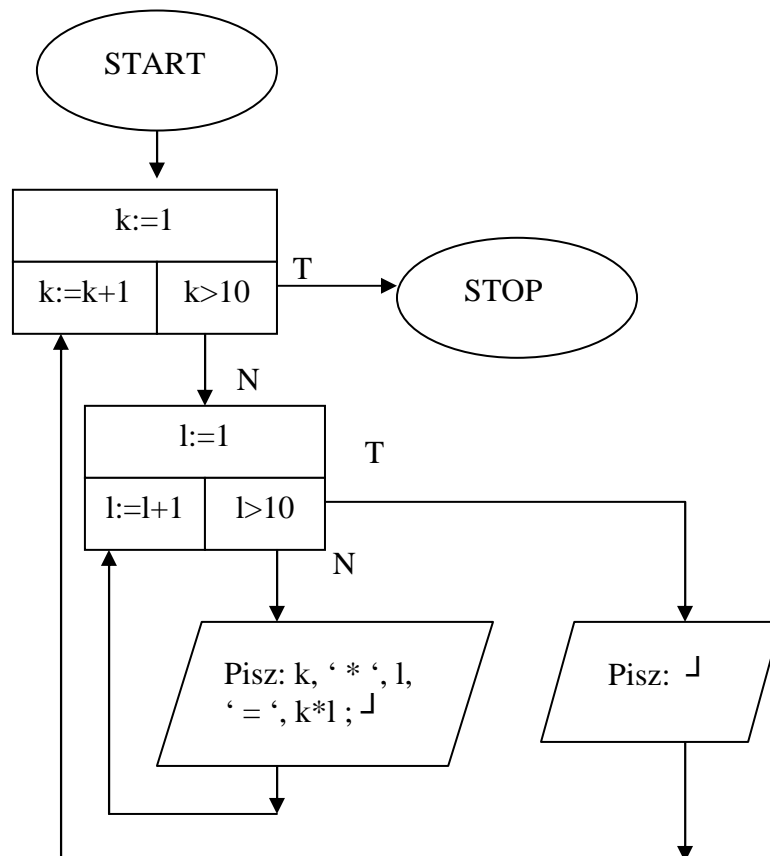 START
k:=1
k:=k+1
k>10
T
STOP
N
l:=1
T
l:=l+1
l>10
N
Pisz: k, ‘ * ‘, l,
‘ = ‘, k*l ; ┘
Pisz: ┘